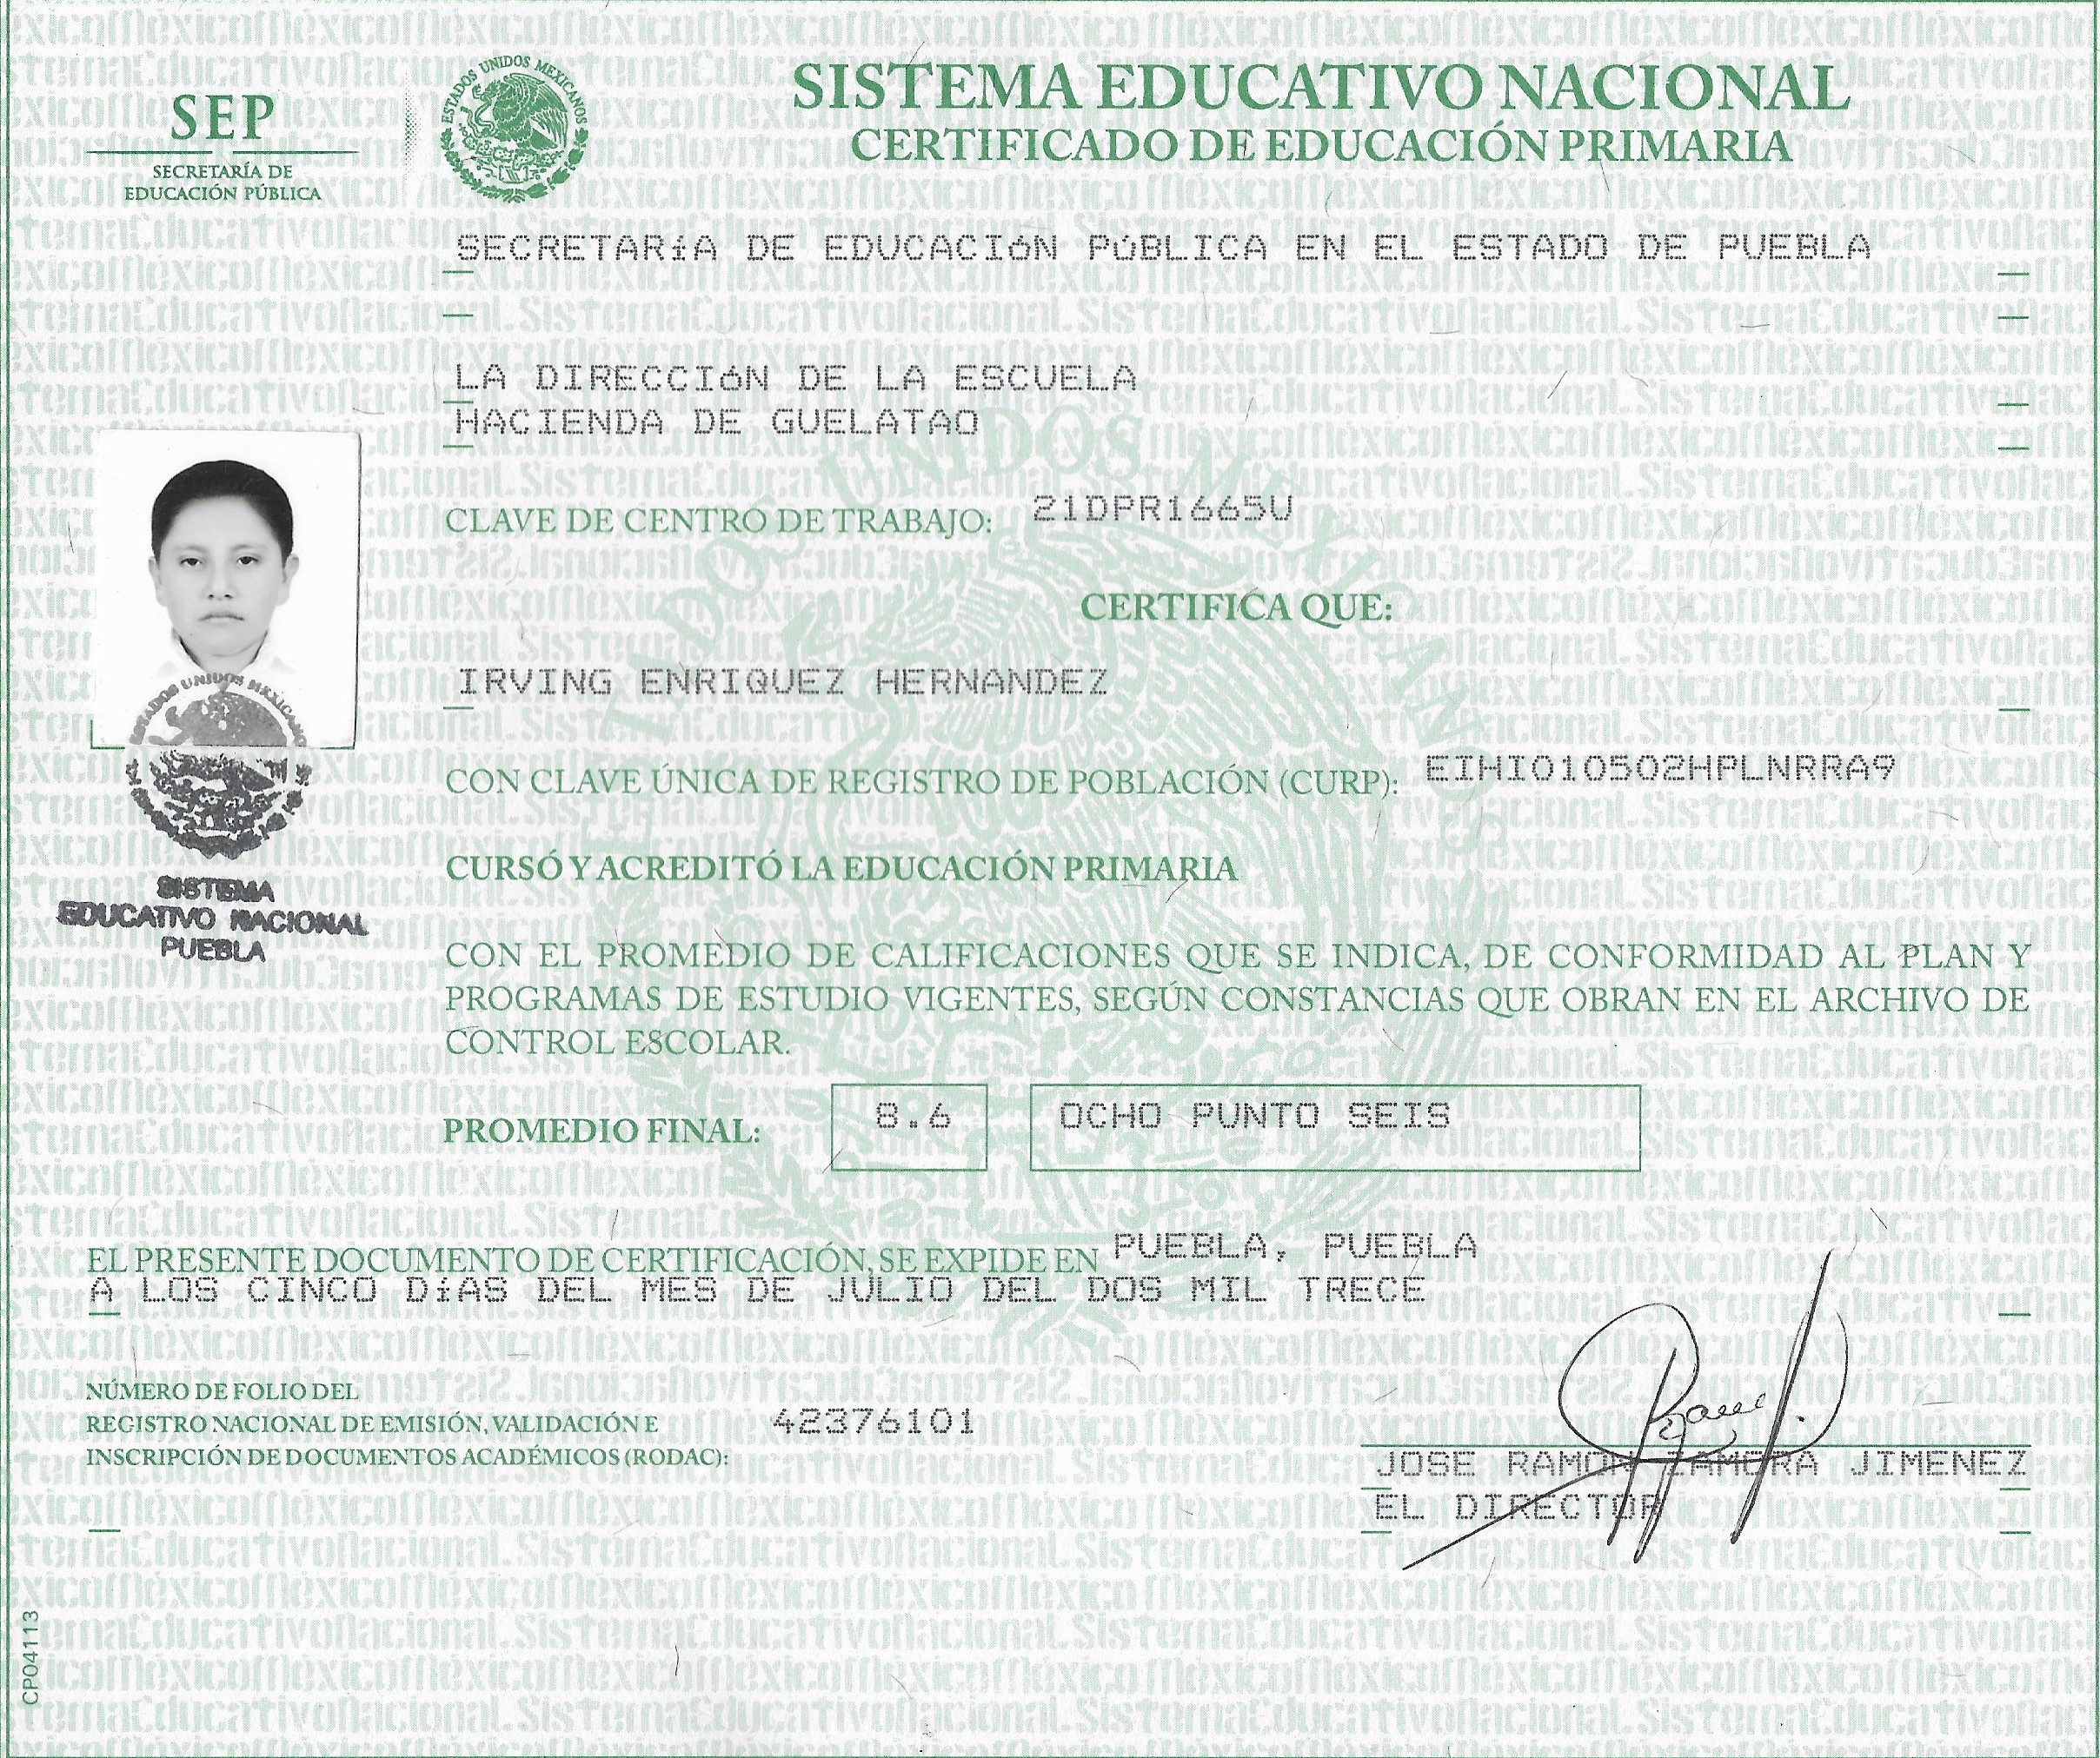 SEP
SECRETARÍA DE
EDUCACIÓN PÚBLICA
ESTADOS UNIDOS MEXICANOS
SISTEMA EDUCATIVO NACIONAL
CERTIFICADO DE EDUCACIÓN PRIMARIA
SECRETARíA DE EDUCACIóN PúBLICA EN EL ESTADO DE PUEBLA
LA DIRECCIóN DE LA ESCUELA
HACIENDA DE GUELATAO
CLAVE DE CENTRO DE TRABAJO: 21DPR1665U
CERTIFICA QUE:
IRVING ENRIQUEZ HERNANDEZ
CON CLAVE ÚNICA DE REGISTRO DE POBLACIÓN (CURP): EIHI010502HPLNRRA9
CURSÓ Y ACREDITÓ LA EDUCACIÓN PRIMARIA
ESTADOS UNIDOS MEXICANOS
SISTEMA
EDUCATIVO NACIONAL
PUEBLA
CON EL PROMEDIO DE CALIFICACIONES QUE SE INDICA, DE CONFORMIDAD AL PLAN Y
PROGRAMAS DE ESTUDIO VIGENTES, SEGÚN CONSTANCIAS QUE OBRAN EN EL ARCHIVO DE
CONTROL ESCOLAR.
PROMEDIO FINAL: 8.6 OCHO PUNTO SEIS
EL PRESENTE DOCUMENTO DE CERTIFICACIÓN, SE EXPIDE EN PUEBLA, PUEBLA
A LOS CINCO DíAS DEL MES DE JULIO DEL DOS MIL TRECE
NÚMERO DE FOLIO DEL
REGISTRO NACIONAL DE EMISIÓN, VALIDACIÓN E
INSCRIPCIÓN DE DOCUMENTOS ACADÉMICOS (RODAC): 42376101
JOSE RAMON ZAMORA JIMENEZ
EL DIRECTOR
CP04113